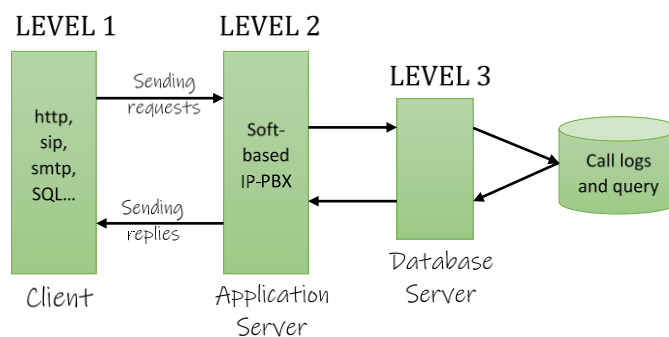 LEVEL 1
LEVEL 2
LEVEL 3
Sending
requests
http,
sip,
smtp,
SQL...
Soft-
based
IP-PBX
Call logs
and query
Sending
replies
Client
Application
Server
Database
Server